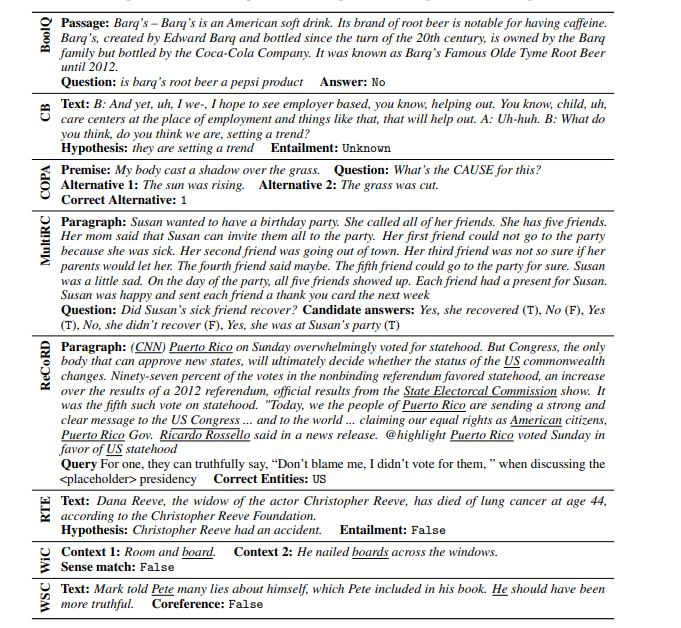 BoolQ
Passage: Barq's – Barq's is an American soft drink. Its brand of root beer is notable for having caffeine.
Barq's, created by Edward Barq and bottled since the turn of the 20th century, is owned by the Barq
family but bottled by the Coca-Cola Company. It was known as Barq's Famous Olde Tyme Root Beer
until 2012.
Question: is barq's root beer a pepsi product Answer: No
CB
Text: B: And yet, uh, I we-, I hope to see employer based, you know, helping out. You know, child, uh,
care centers at the place of employment and things like that, that will help out. A: Uh-huh. B: What do
you think, do you think we are, setting a trend?
Hypothesis: they are setting a trend Entailment: Unknown
COPA
Premise: My body cast a shadow over the grass. Question: What's the CAUSE for this?
Alternative 1: The sun was rising. Alternative 2: The grass was cut.
Correct Alternative: 1
MultiRC
Paragraph: Susan wanted to have a birthday party. She called all of her friends. She has five friends.
Her mom said that Susan can invite them all to the party. Her first friend could not go to the party
because she was sick. Her second friend was going out of town. Her third friend was not so sure if her
parents would let her. The fourth friend said maybe. The fifth friend could go to the party for sure. Susan
was a little sad. On the day of the party, all five friends showed up. Each friend had a present for Susan.
Susan was happy and sent each friend a thank you card the next week
Question: Did Susan's sick friend recover? Candidate answers: Yes, she recovered (T), No (F), Yes
(T), No, she didn't recover (F), Yes, she was at Susan's party (T)
ReCoRD
Paragraph: (CNN) Puerto Rico on Sunday overwhelmingly voted for statehood. But Congress, the only
body that can approve new states, will ultimately decide whether the status of the US commonwealth
changes. Ninety-seven percent of the votes in the nonbinding referendum favored statehood, an increase
over the results of a 2012 referendum, official results from the State Electorcal Commission show. It
was the fifth such vote on statehood. "Today, we the people of Puerto Rico are sending a strong and
clear message to the US Congress ... and to the world ... claiming our equal rights as American citizens,
Puerto Rico Gov. Ricardo Rossello said in a news release. @highlight Puerto Rico voted Sunday in
favor of US statehood
Query For one, they can truthfully say, “Don't blame me, I didn't vote for them, ” when discussing the
<placeholder> presidency Correct Entities: US
RTE
Text: Dana Reeve, the widow of the actor Christopher Reeve, has died of lung cancer at age 44,
according to the Christopher Reeve Foundation.
Hypothesis: Christopher Reeve had an accident. Entailment: False
WiC
Context 1: Room and board. Context 2: He nailed boards across the windows.
Sense match: False
WSC
Text: Mark told Pete many lies about himself, which Pete included in his book. He should have been
more truthful. Coreference: False